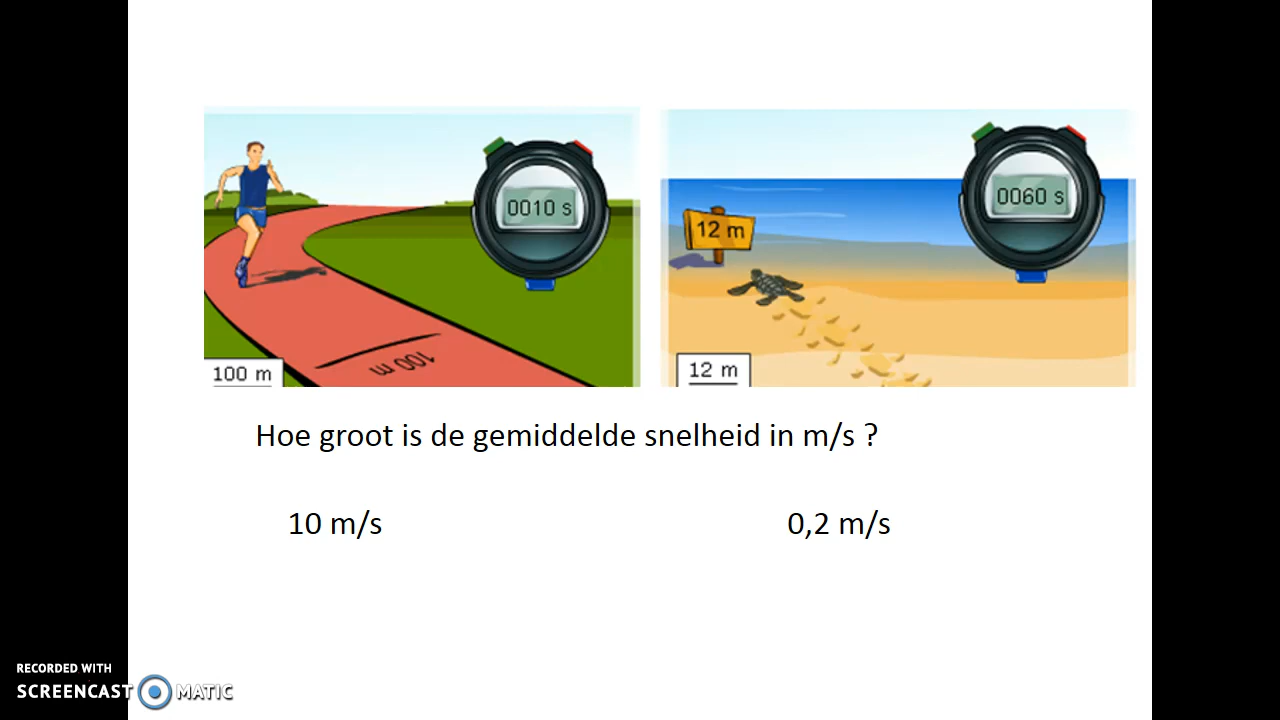 0010 s
100 m
100 m
0060 s
12 m
12 m
Hoe groot is de gemiddelde snelheid in m/s ?
10 m/s
0,2 m/s
RECORDED WITH
SCREENCAST MATIC